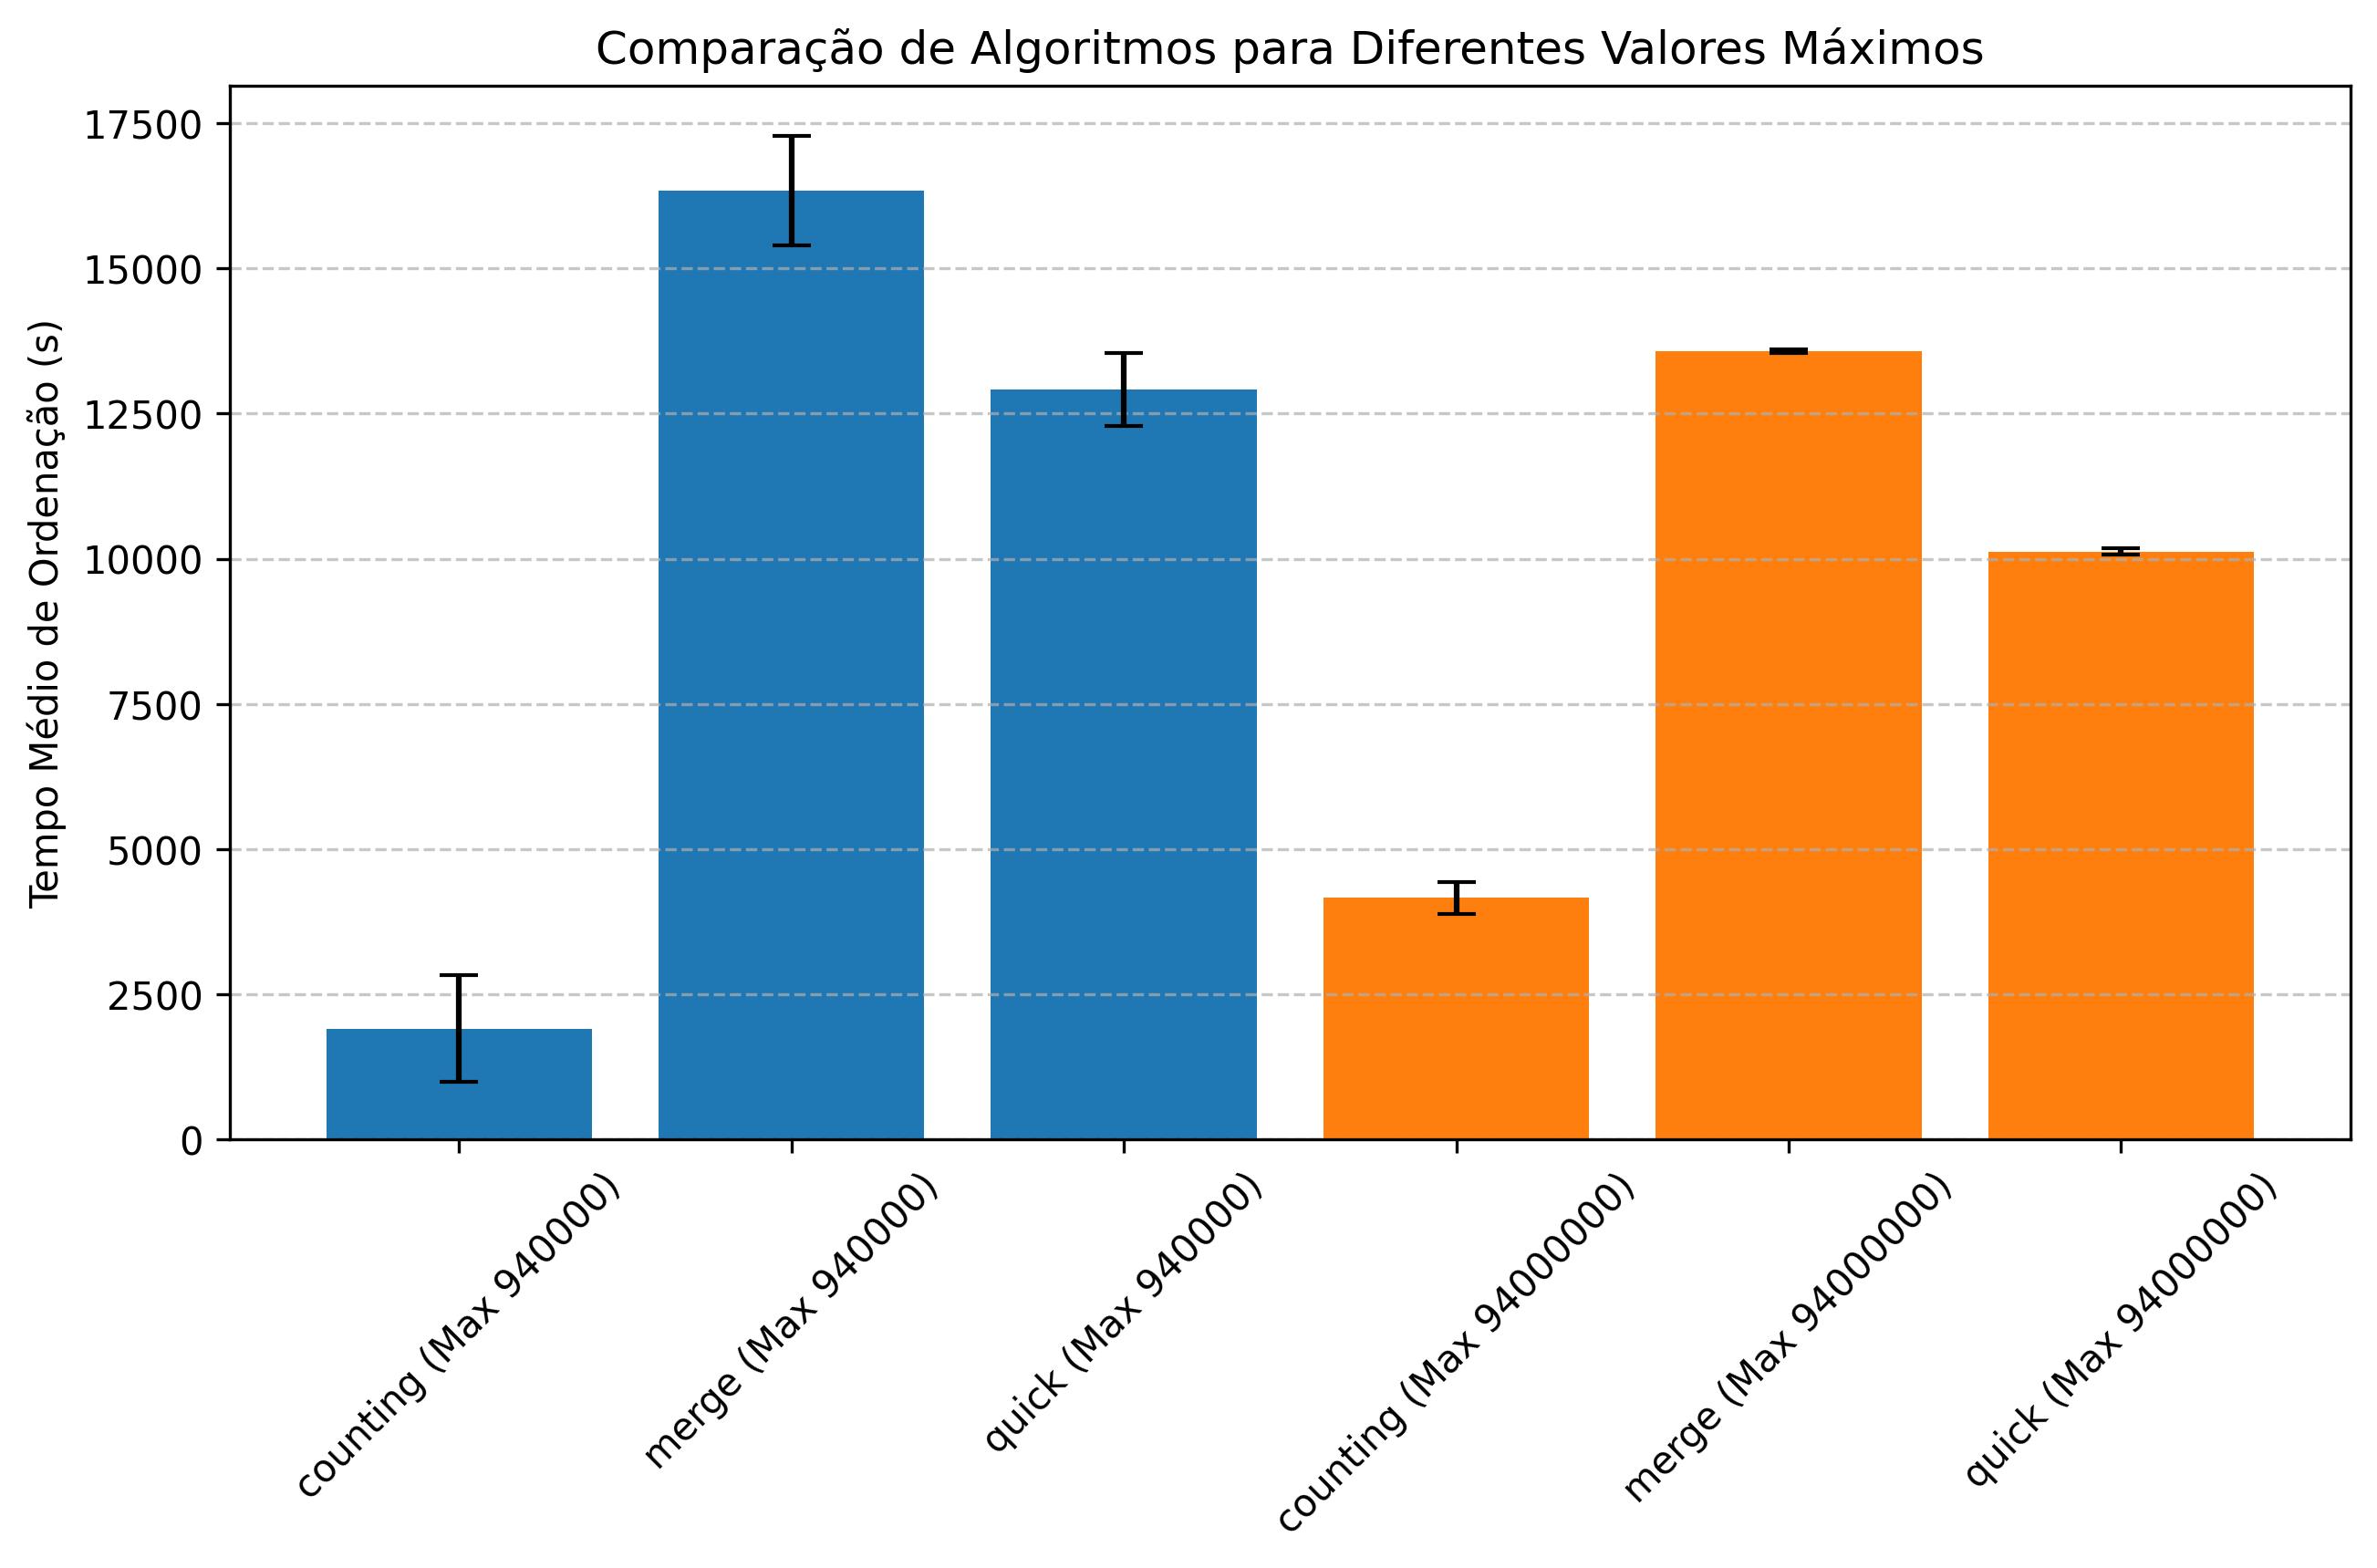 Comparação de Algoritmos para Diferentes Valores Máximos
Tempo Médio de Ordenação (s)
17500
15000
12500
10000
7500
5000
2500
0
counting (Max 940000)
merge (Max 940000)
quick (Max 940000)
counting (Max 94000000)
merge (Max 94000000)
quick (Max 94000000)